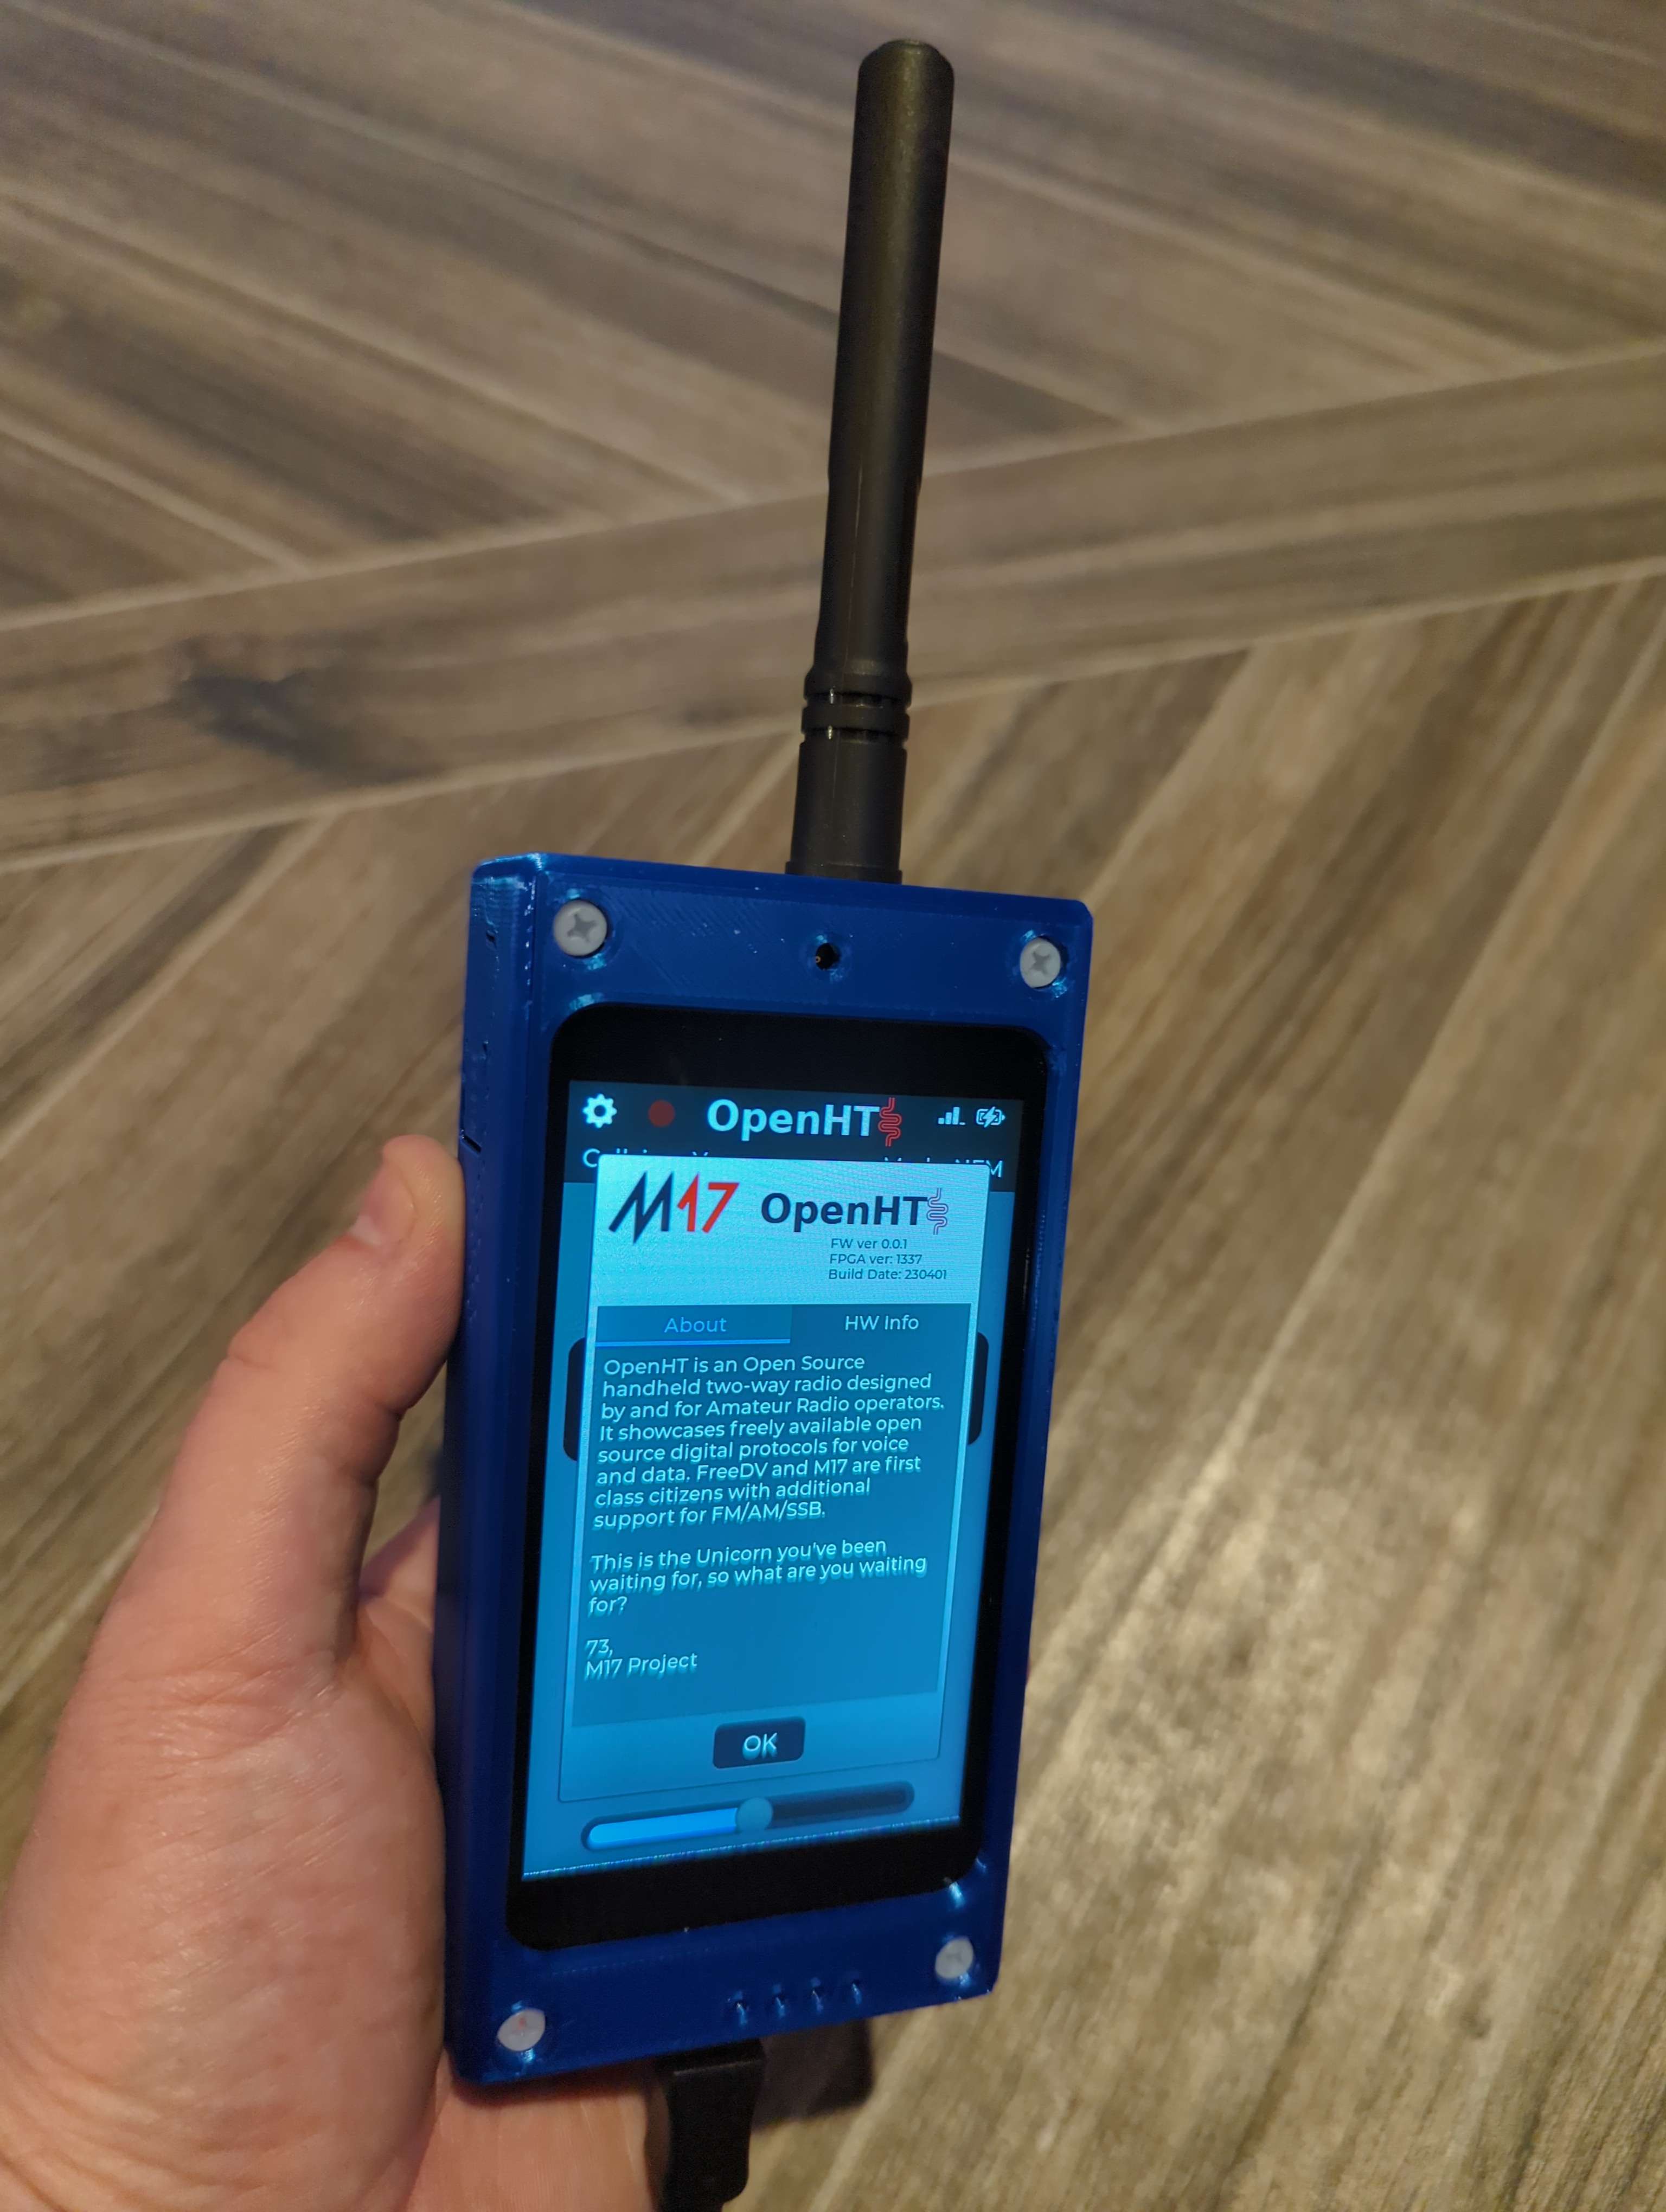 OpenHT
M17 OpenHT
FW ver 0.0.1
FPGA ver: 1337
Build Date: 230401
About HW Info
OpenHT is an Open Source
handheld two-way radio designed
by and for Amateur Radio operators.
It showcases freely available open
source digital protocols for voice
and data. FreeDV and M17 are first
class citizens with additional
support for FM/AM/SSB.
This is the Unicorn you've been
waiting for, so what are you waiting
for?
73,
M17 Project
OK